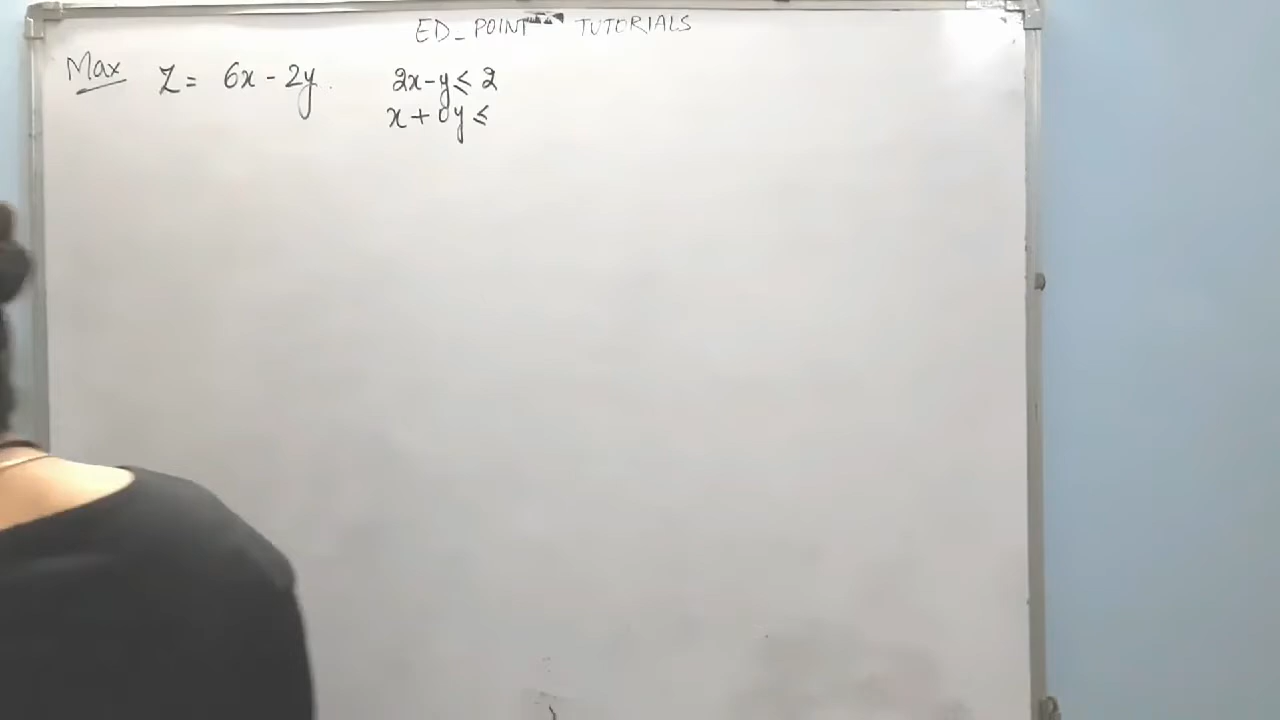 ED_POINT TUTORIALS
Max Z = 6x - 2y.
2x - y ≤ 2
x + 0y ≤